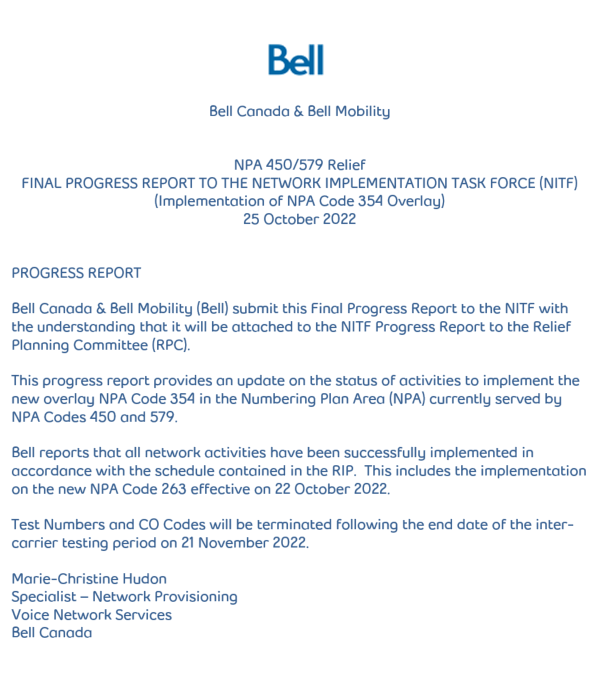 Bell
Bell Canada & Bell Mobility
NPA 450/579 Relief
FINAL PROGRESS REPORT TO THE NETWORK IMPLEMENTATION TASK FORCE (NITF)
(Implementation of NPA Code 354 Overlay)
25 October 2022
PROGRESS REPORT
Bell Canada & Bell Mobility (Bell) submit this Final Progress Report to the NITF with
the understanding that it will be attached to the NITF Progress Report to the Relief
Planning Committee (RPC).
This progress report provides an update on the status of activities to implement the
new overlay NPA Code 354 in the Numbering Plan Area (NPA) currently served by
NPA Codes 450 and 579.
Bell reports that all network activities have been successfully implemented in
accordance with the schedule contained in the RIP.  This includes the implementation
on the new NPA Code 263 effective on 22 October 2022.
Test Numbers and CO Codes will be terminated following the end date of the inter-
carrier testing period on 21 November 2022.
Marie-Christine Hudon
Specialist – Network Provisioning
Voice Network Services
Bell Canada